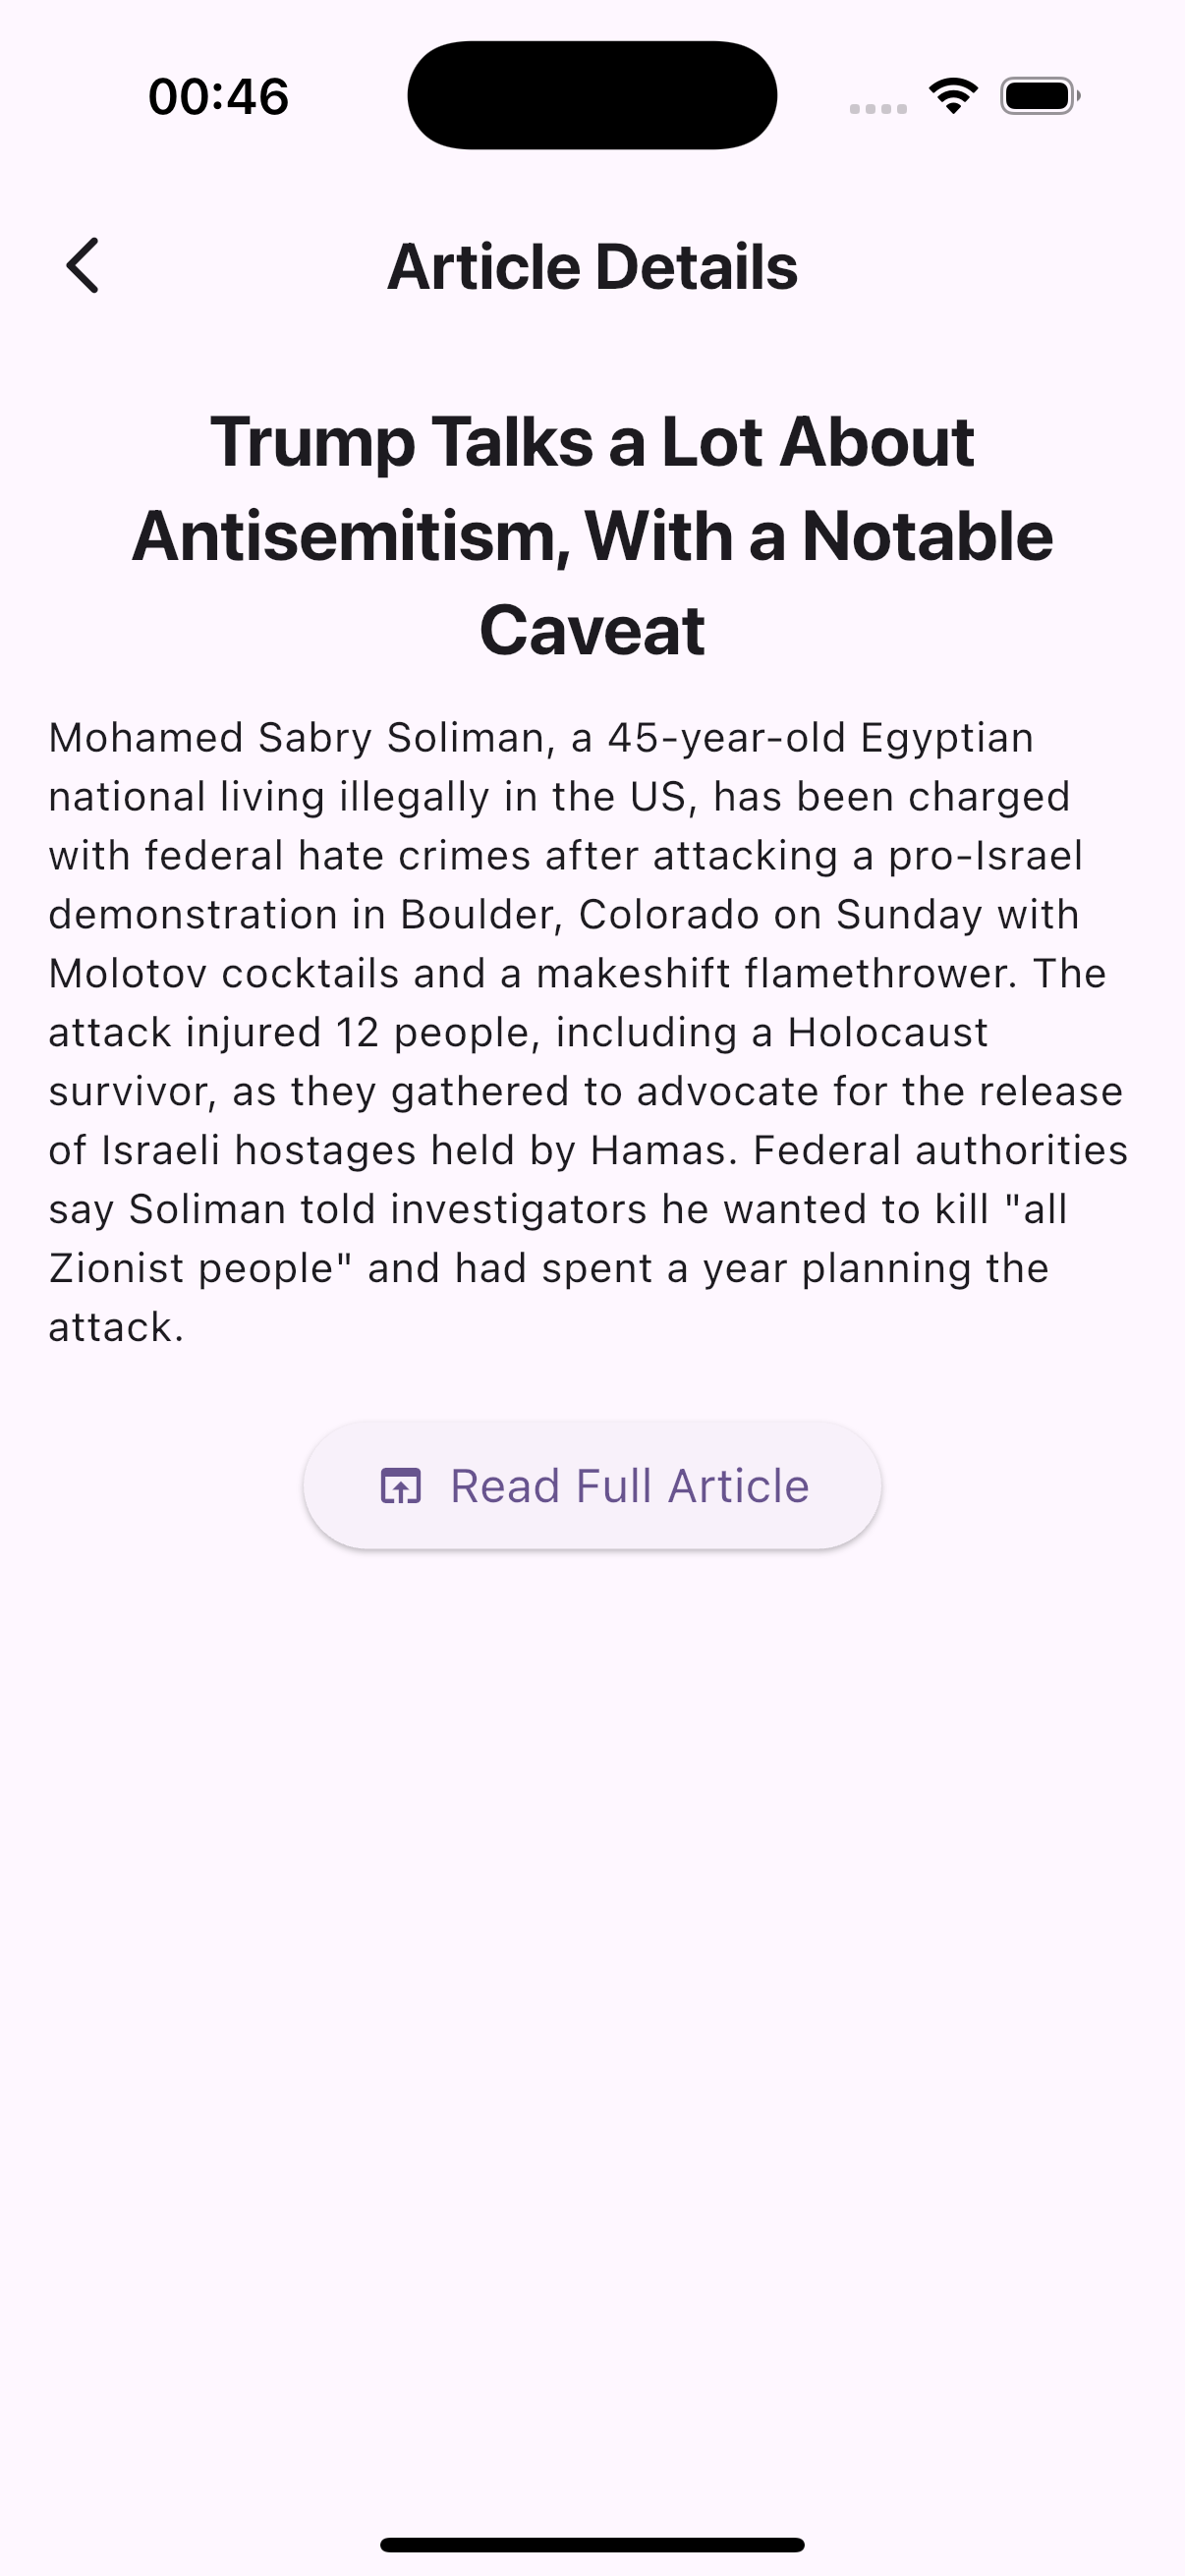 00:46
Article Details
Trump Talks a Lot About
Antisemitism, With a Notable
Caveat
Mohamed Sabry Soliman, a 45-year-old Egyptian
national living illegally in the US, has been charged
with federal hate crimes after attacking a pro-Israel
demonstration in Boulder, Colorado on Sunday with
Molotov cocktails and a makeshift flamethrower. The
attack injured 12 people, including a Holocaust
survivor, as they gathered to advocate for the release
of Israeli hostages held by Hamas. Federal authorities
say Soliman told investigators he wanted to kill "all
Zionist people" and had spent a year planning the
attack.
Read Full Article